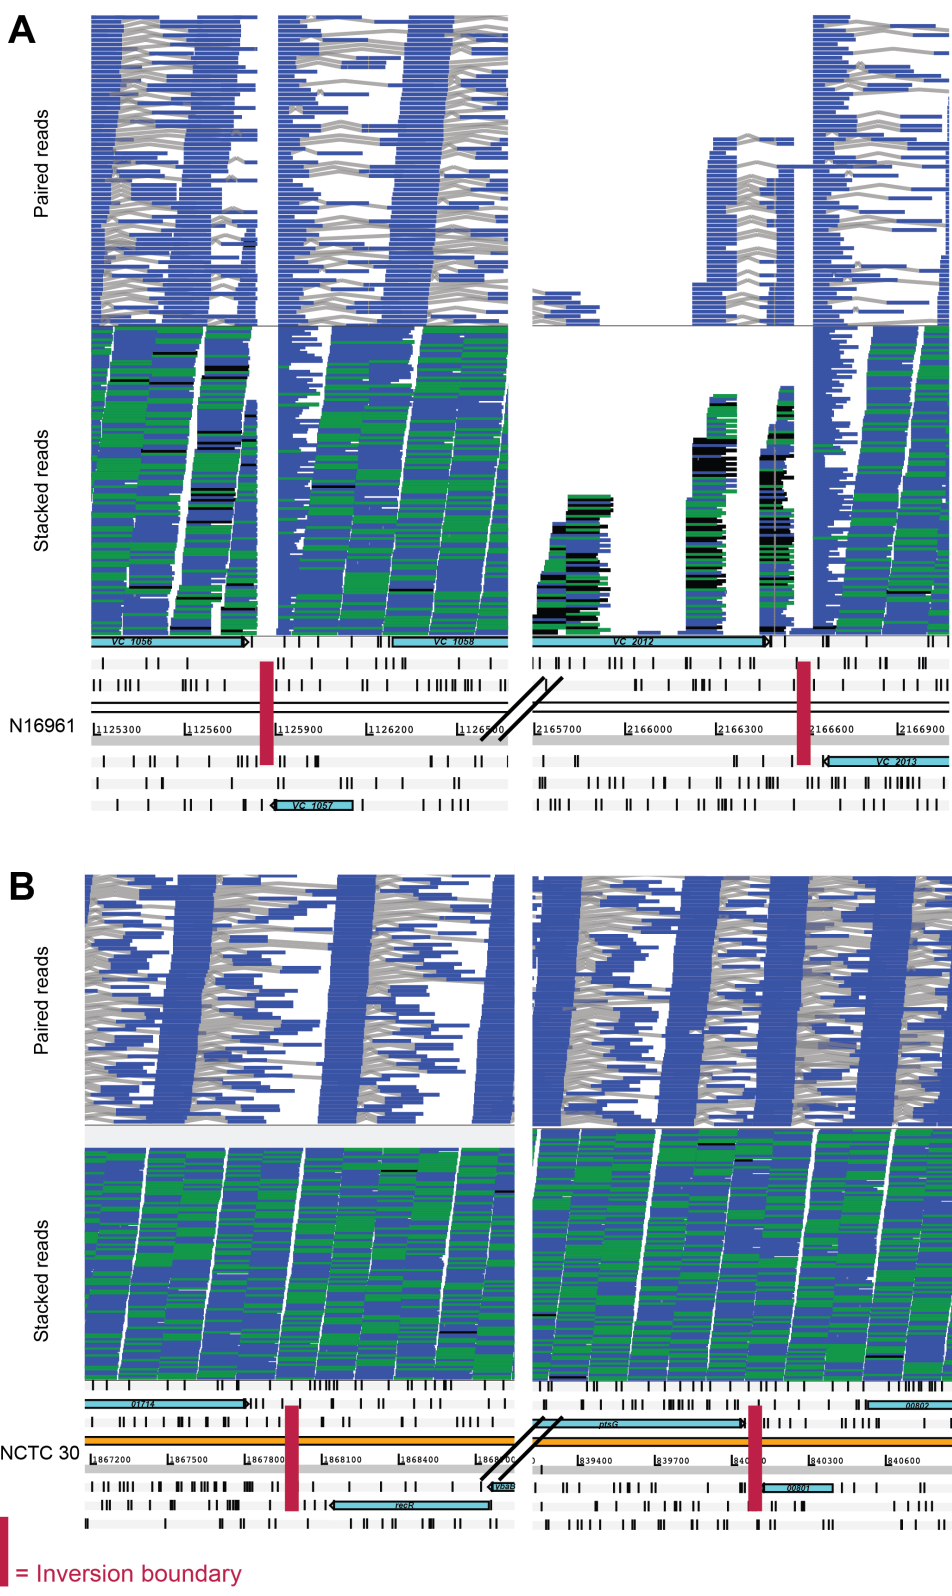 A
Paired reads
Stacked reads
VC_1056
VC_1058
N16961
1125300
1125600
1125900
1126200
1126500
2165700
2166000
2166300
2166600
2166900
VC_2012
VC_2013
VC_1057
B
Paired reads
Stacked reads
01714
ptsG
00802
NCTC 30
1867200
1867500
1867800
1868100
1868400
839400
839700
840300
840600
recR
00801
= Inversion boundary